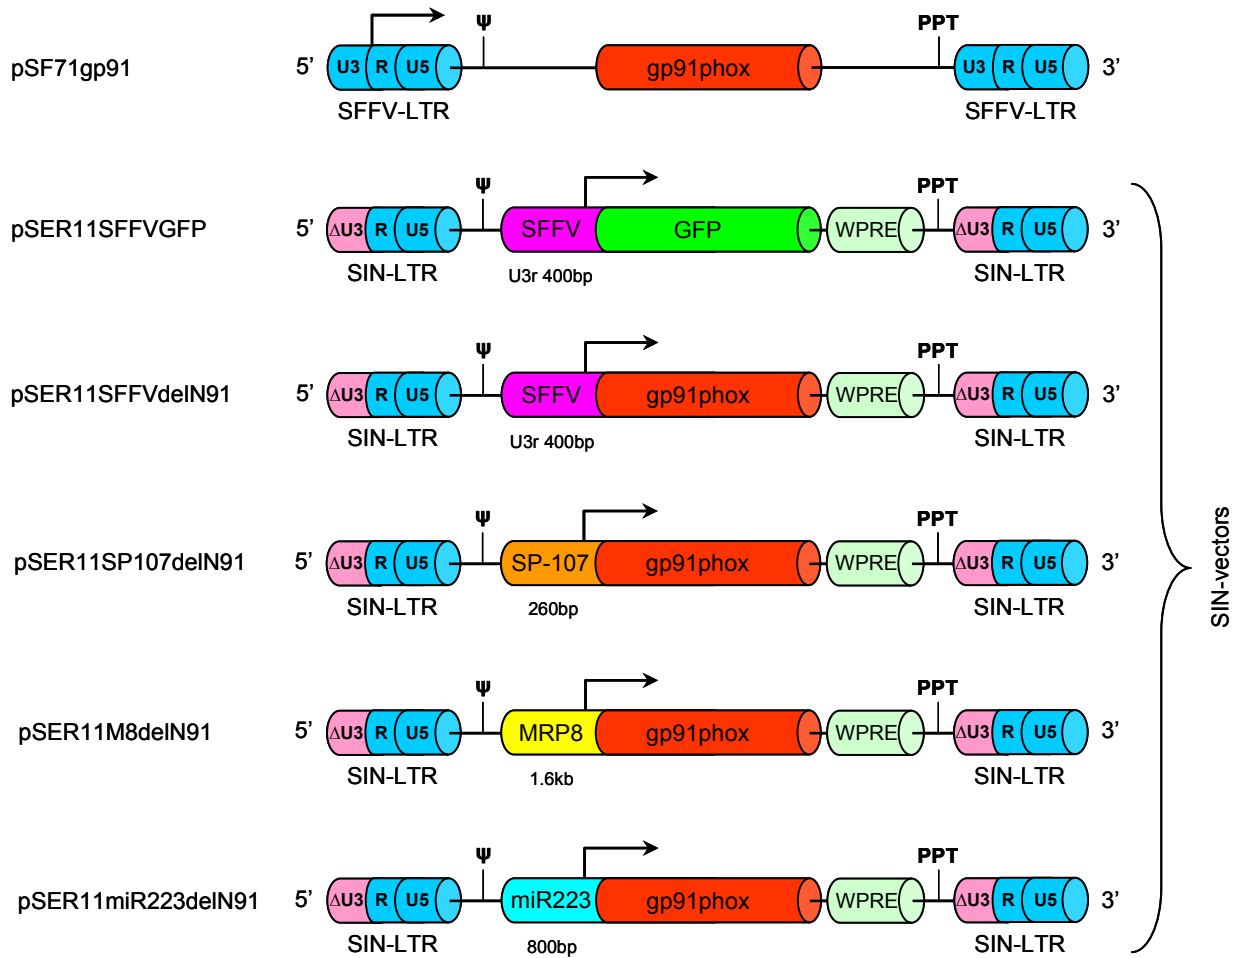 Ψ PPT
pSF71gp91 5’ U3 R U5 gp91phox U3 R U5 3’
SFFV-LTR SFFV-LTR
Ψ PPT
pSER11SFFVGFP 5’ ΔU3 R U5 SFFV GFP WPRE ΔU3 R U5 3’
SIN-LTR U3r 400bp SIN-LTR
Ψ PPT
pSER11SFFVdelN91 5’ ΔU3 R U5 SFFV gp91phox WPRE ΔU3 R U5 3’
SIN-LTR U3r 400bp SIN-LTR
Ψ PPT
pSER11SP107delN91 5’ ΔU3 R U5 SP-107 gp91phox WPRE ΔU3 R U5 3’
SIN-LTR 260bp SIN-LTR
Ψ PPT
pSER11M8delN91 5’ ΔU3 R U5 MRP8 gp91phox WPRE ΔU3 R U5 3’
SIN-LTR 1.6kb SIN-LTR
Ψ PPT
pSER11miR223delN91 5’ ΔU3 R U5 miR223 gp91phox WPRE ΔU3 R U5 3’
SIN-LTR 800bp SIN-LTR
SIN-vectors